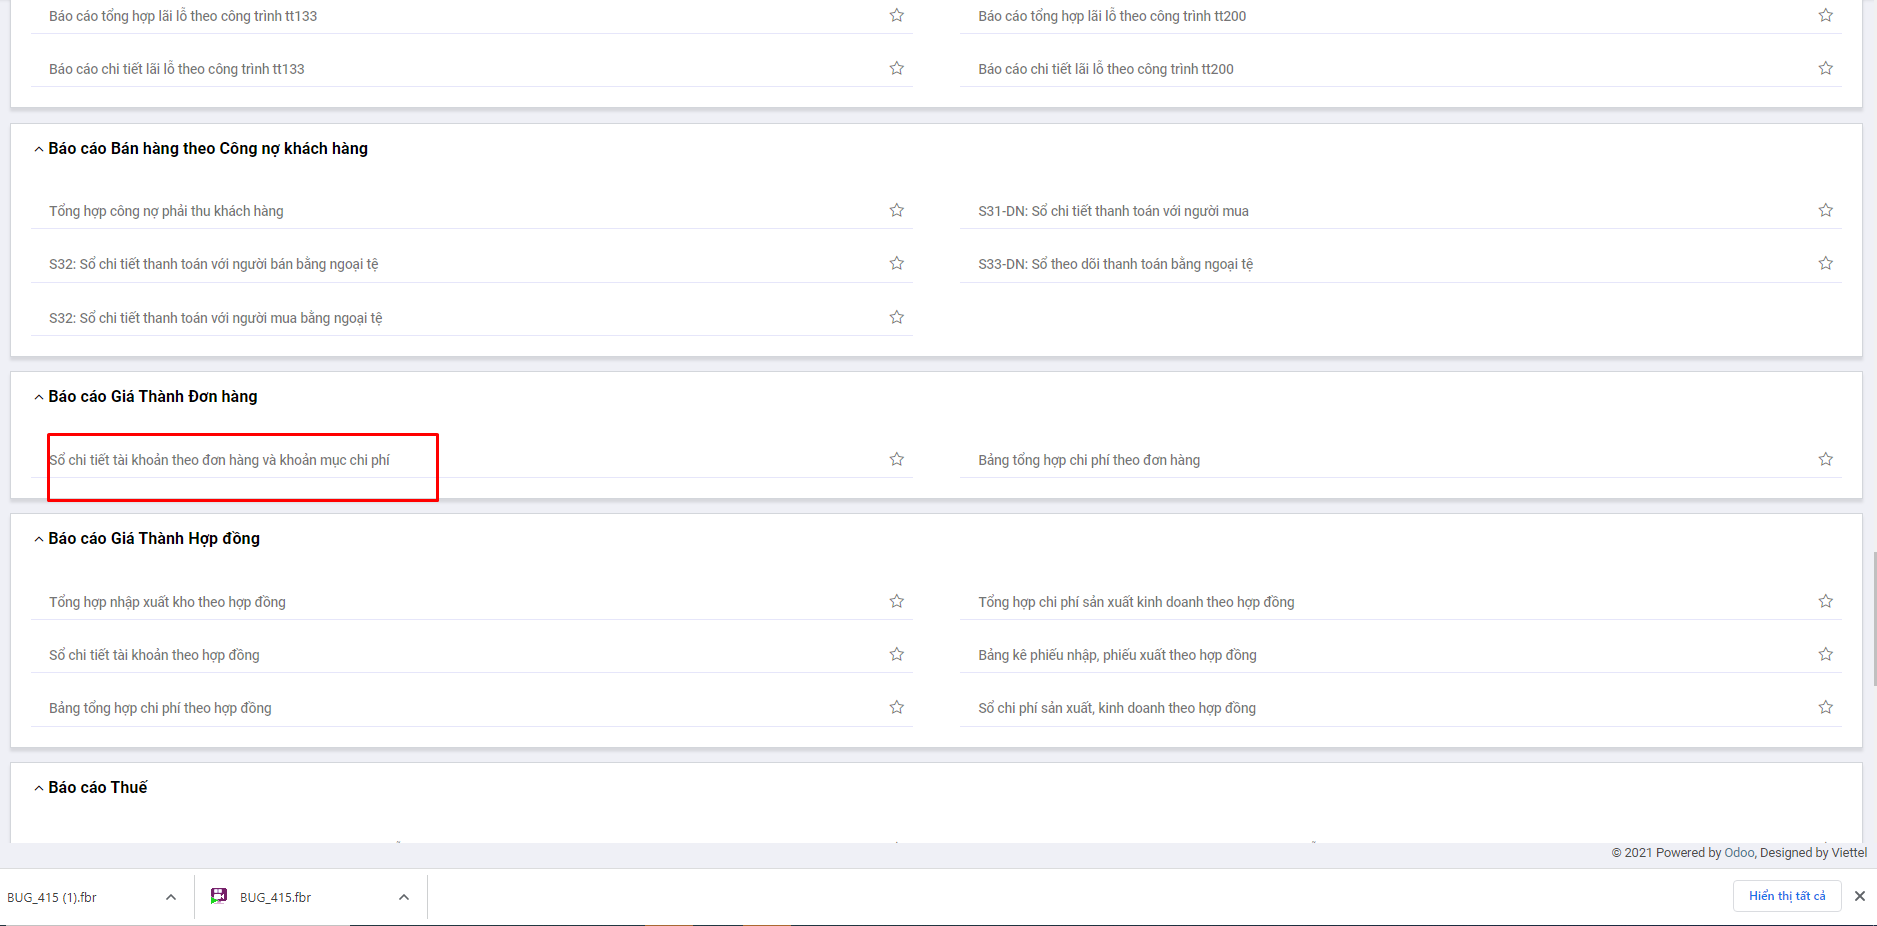 Báo cáo tổng hợp lãi lỗ theo công trình tt133
Báo cáo tổng hợp lãi lỗ theo công trình tt200
Báo cáo chi tiết lãi lỗ theo công trình tt133
Báo cáo chi tiết lãi lỗ theo công trình tt200
Báo cáo Bán hàng theo Công nợ khách hàng
Tổng hợp công nợ phải thu khách hàng
S31-DN: Sổ chi tiết thanh toán với người mua
S32: Sổ chi tiết thanh toán với người bán bằng ngoại tệ
S33-DN: Sổ theo dõi thanh toán bằng ngoại tệ
S32: Sổ chi tiết thanh toán với người mua bằng ngoại tệ
Báo cáo Giá Thành Đơn hàng
Sổ chi tiết tài khoản theo đơn hàng và khoản mục chi phí
Bảng tổng hợp chi phí theo đơn hàng
Báo cáo Giá Thành Hợp đồng
Tổng hợp nhập xuất kho theo hợp đồng
Tổng hợp chi phí sản xuất kinh doanh theo hợp đồng
Sổ chi tiết tài khoản theo hợp đồng
Bảng kê phiếu nhập, phiếu xuất theo hợp đồng
Bảng tổng hợp chi phí theo hợp đồng
Sổ chi phí sản xuất, kinh doanh theo hợp đồng
Báo cáo Thuế
© 2021 Powered by Odoo, Designed by Viettel
BUG_415 (1).fbr
BUG_415.fbr
Hiển thị tất cả